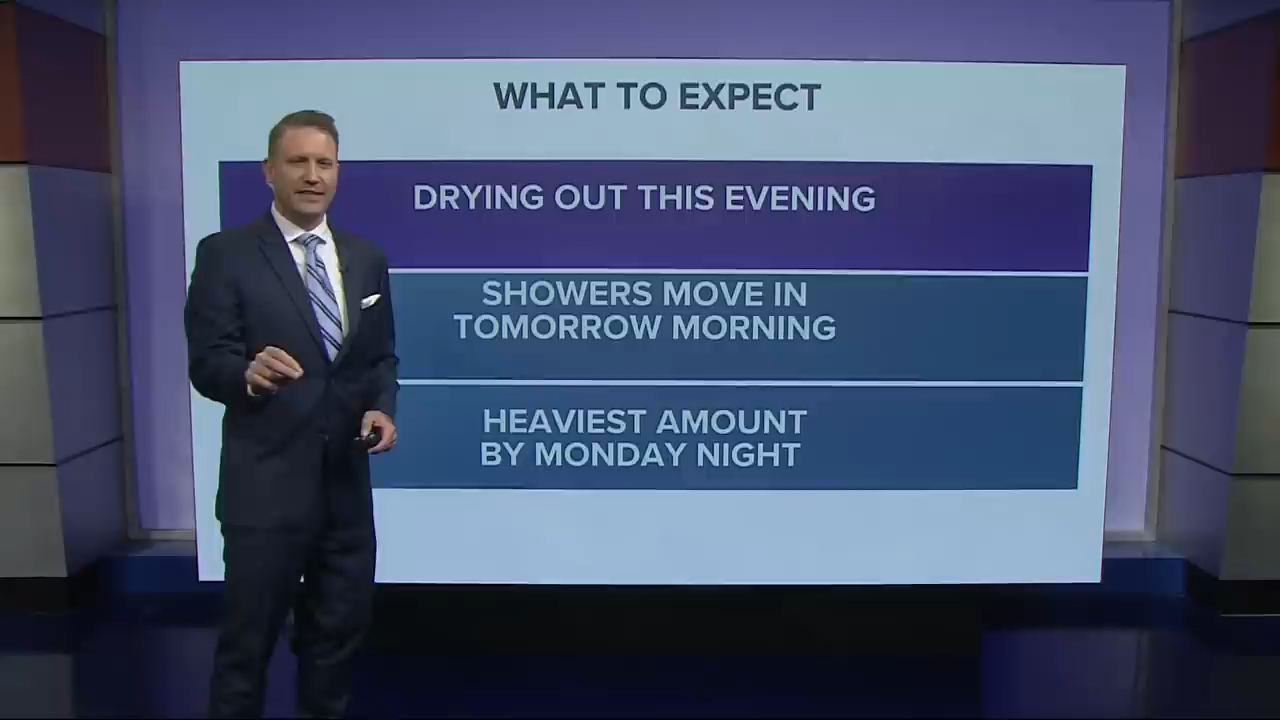 WHAT TO EXPECT
DRYING OUT THIS EVENING
SHOWERS MOVE IN
TOMORROW MORNING
HEAVIEST AMOUNT
BY MONDAY NIGHT